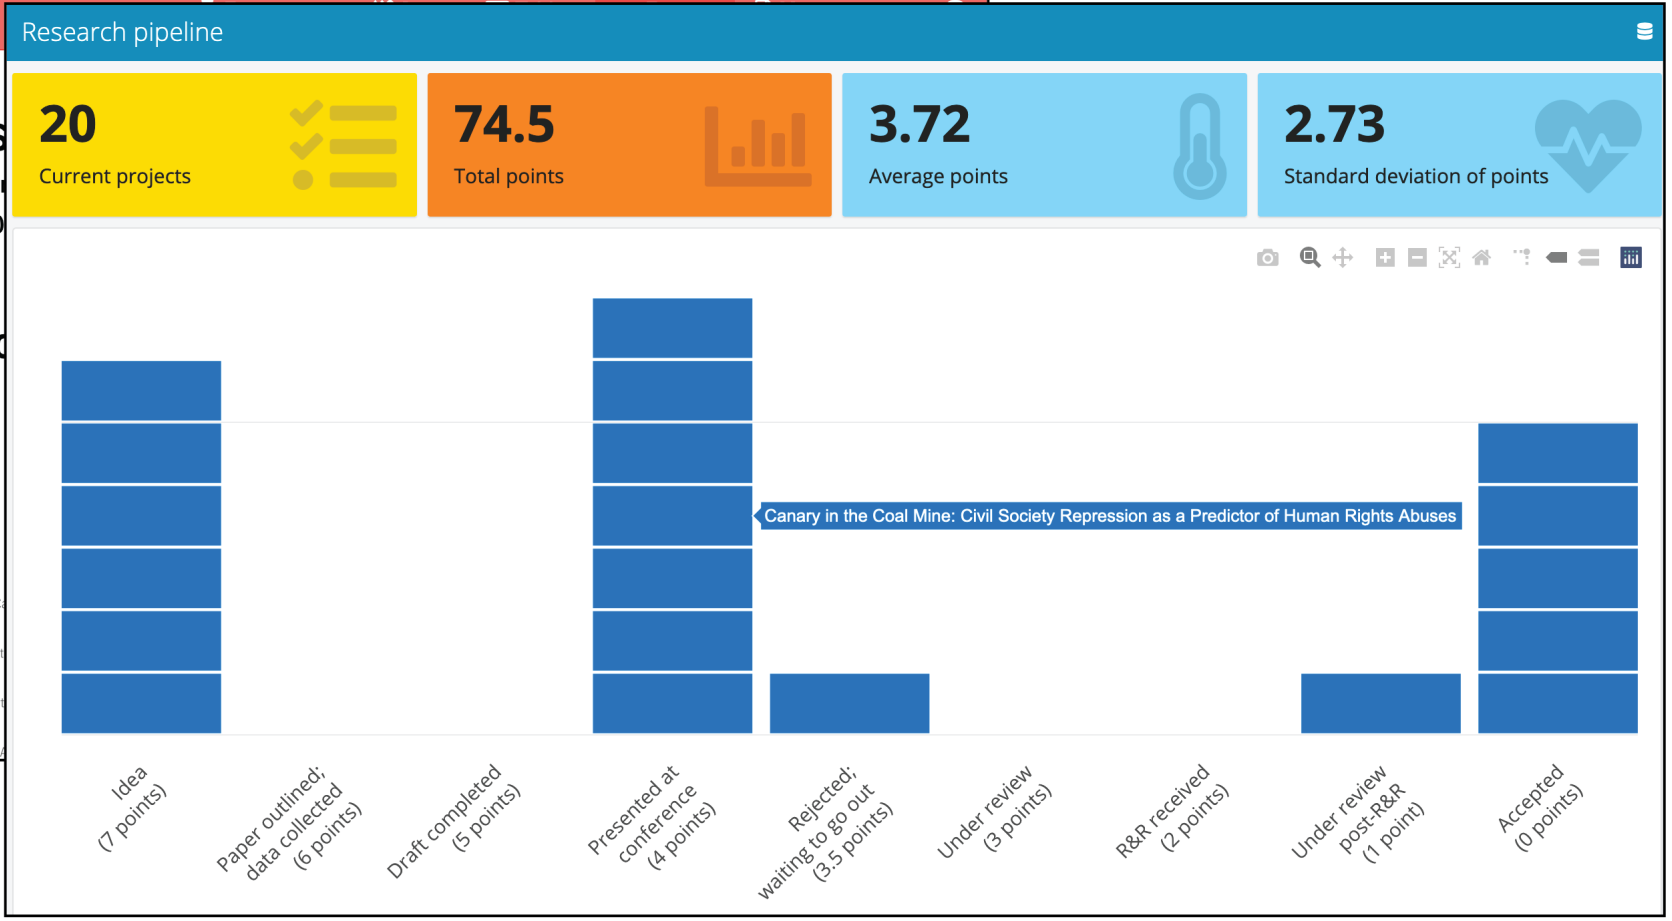 Research pipeline
20
Current projects
74.5
Total points
3.72
Average points
2.73
Standard deviation of points
Canary in the Coal Mine: Civil Society Repression as a Predictor of Human Rights Abuses
Idea
(7 points)
Paper outlined;
data collected
(6 points)
Draft completed
(5 points)
Presented at
conference
(4 points)
Rejected;
waiting to go out
(3.5 points)
Under review
(3 points)
R&R received
(2 points)
Under review
post-R&R
(1 point)
Accepted
(0 points)